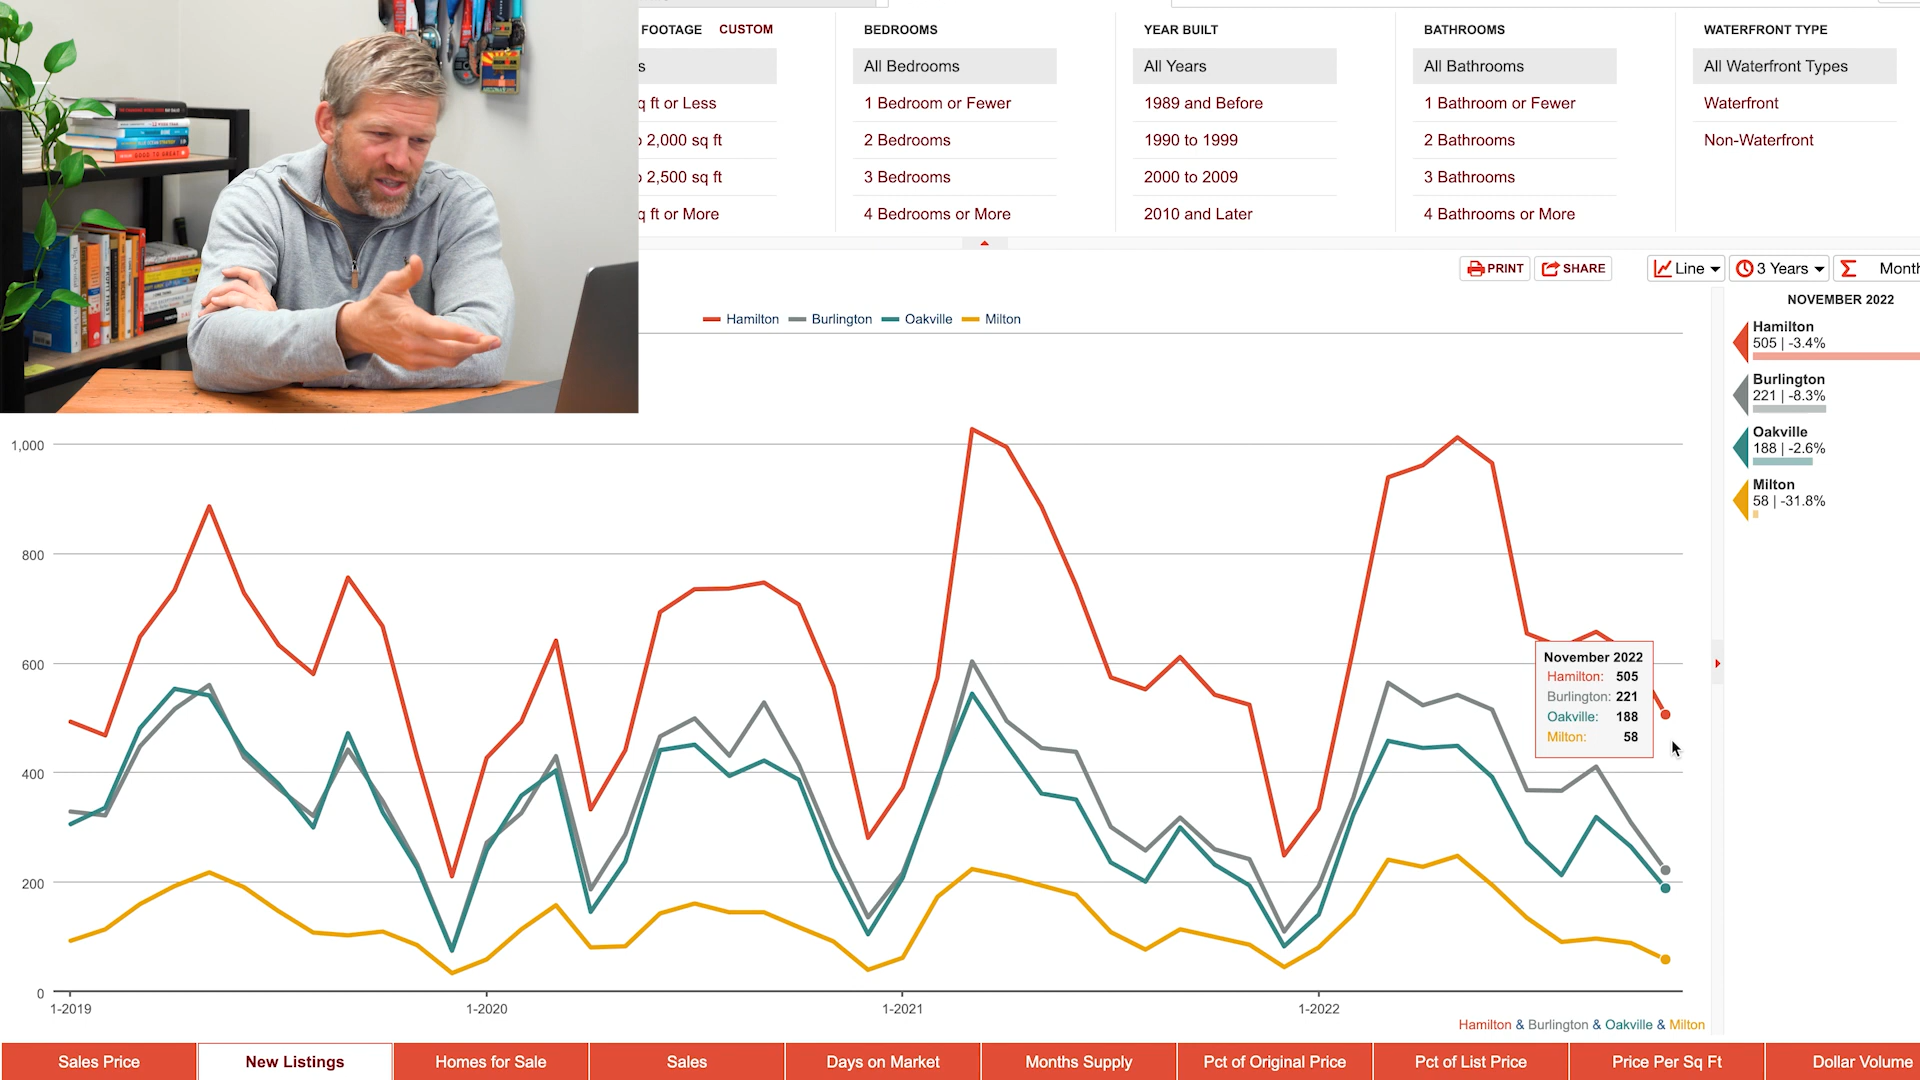 FOOTAGE CUSTOM
s
q ft or Less
2,000 sq ft
2,500 sq ft
q ft or More
BEDROOMS
All Bedrooms
1 Bedroom or Fewer
2 Bedrooms
3 Bedrooms
4 Bedrooms or More
YEAR BUILT
All Years
1989 and Before
1990 to 1999
2000 to 2009
2010 and Later
BATHROOMS
All Bathrooms
1 Bathroom or Fewer
2 Bathrooms
3 Bathrooms
4 Bathrooms or More
WATERFRONT TYPE
All Waterfront Types
Waterfront
Non-Waterfront
PRINT SHARE Line 3 Years Σ Month
Hamilton Burlington Oakville Milton
NOVEMBER 2022
Hamilton
505 | -3.4%
Burlington
221 | -8.3%
Oakville
188 | -2.6%
Milton
58 | -31.8%
1,000
800
600
400
200
0
November 2022
Hamilton: 505
Burlington: 221
Oakville: 188
Milton: 58
1-2019 1-2020 1-2021 1-2022
Hamilton & Burlington & Oakville & Milton
Sales Price New Listings Homes for Sale Sales Days on Market Months Supply Pct of Original Price Pct of List Price Price Per Sq Ft Dollar Volume
GOOD TO GREAT